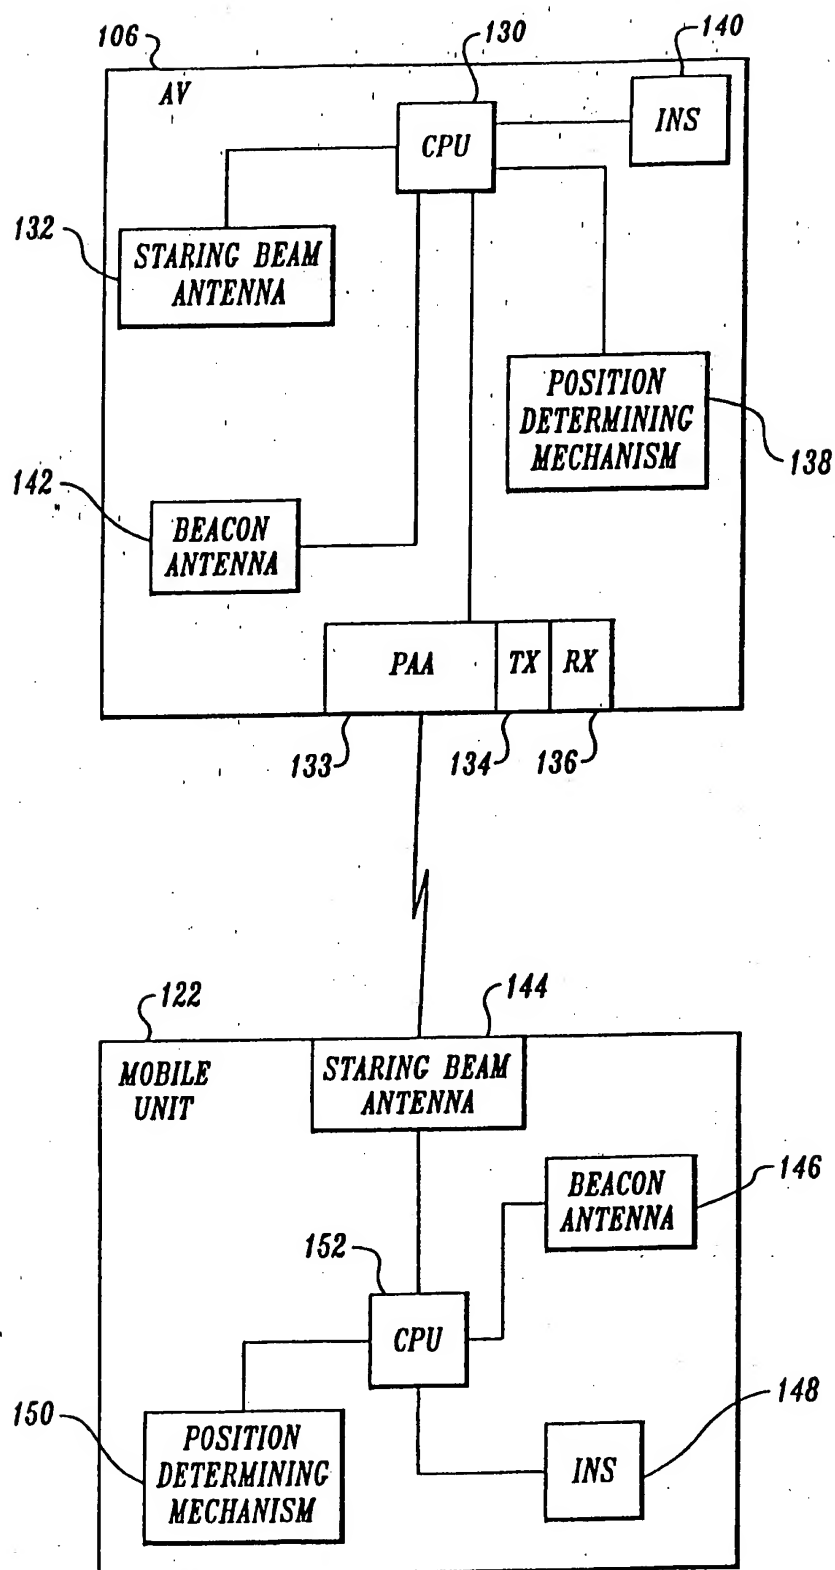 106
130
140
AV
CPU
INS
132
STARING BEAM
ANTENNA
POSITION
DETERMINING
MECHANISM
138
142
BEACON
ANTENNA
PAA
TX
RX
133
134
136
122
144
MOBILE
UNIT
STARING BEAM
ANTENNA
BEACON
ANTENNA
146
152
CPU
148
150
POSITION
DETERMINING
MECHANISM
INS